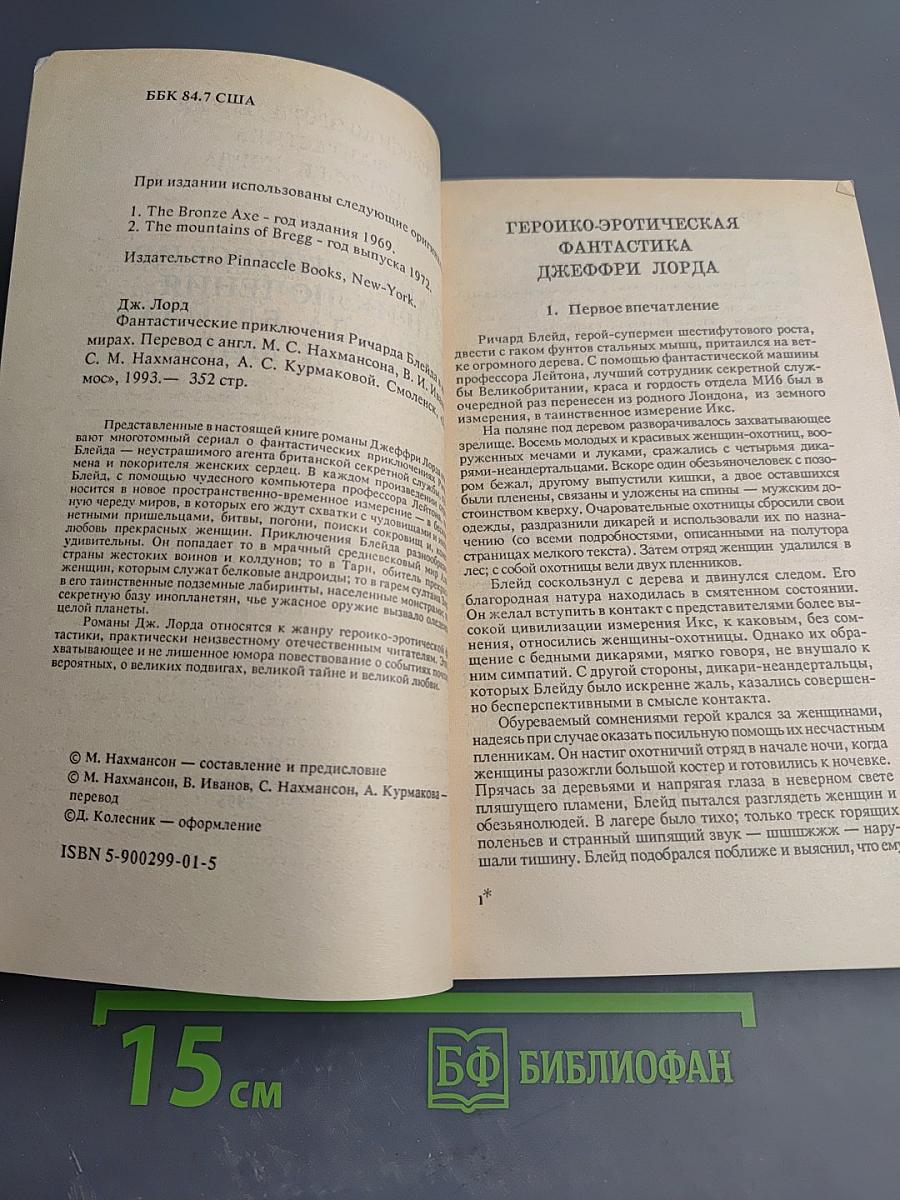 ББК 84.7 США
При издании использованы следующие
1. The Bronze Axe - год издания 1969.
2. The mountains of Bregg - год выпуска 1972.
Издательство Pinnaccle Books, New-York.
Дж. Лорд
Фантастические приключения Ричарда Блейда
мирах. Перевод с англ. М. С. Нахмансона, В. И.
С. М. Нахмансона, А. С. Курмаковой. Смоленск,
мос», 1993.— 352 стр.
Представленные в настоящей книге романы Джеффри Лорда
вают многотомный сериал о фантастических приключениях
Блейда — неустрашимого агента британской секретной службы,
мена и покорителя женских сердец. В каждом произведении
Блейд, с помощью чудесного компьютера профессора Лейтона,
носится в новое пространственно-временное измерение — в
ную череду миров, в которых его ждут схватки с чудовищами и
нетными пришельцами, битвы, погони, поиски сокровищ и,
любовь прекрасных женщин. Приключения Блейда
удивительны. Он попадает то в мрачный средневековый мир
страны жестоких воинов и колдунов; то в Тарн, обитель
женщин, которым служат белковые андроиды; то в гарем султана
в его таинственные подземные лабиринты, населенные монстрами;
секретную базу инопланетян, чье ужасное оружие вызвало
целой планеты.
Романы Дж. Лорда относятся к жанру героико-эротической
тастики, практически неизвестному отечественным читателям.
хватывающее и не лишенное юмора повествование о событиях
вероятных, о великих подвигах, великой тайне и великой любви.
© М. Нахмансон — составление и предисловие
© М. Нахмансон, В. Иванов, С. Нахмансон, А. Курмакова —
перевод
©Д. Колесник — оформление
ISBN 5-900299-01-5
ГЕРОИКО-ЭРОТИЧЕСКАЯ
ФАНТАСТИКА
ДЖЕФФРИ ЛОРДА
1. Первое впечатление
Ричард Блейд, герой-супермен шестифутового роста,
двести с гаком фунтов стальных мышц, притаился на вет-
ке огромного дерева. С помощью фантастической машины
профессора Лейтона, лучший сотрудник секретной служ-
бы Великобритании, краса и гордость отдела МИ6 был в
очередной раз перенесен из родного Лондона, из земного
измерения, в таинственное измерение Икс.
На поляне под деревом разворачивалось захватывающее
зрелище. Восемь молодых и красивых женщин-охотниц, воо-
руженных мечами и луками, сражались с четырьмя дика-
рями-неандертальцами. Вскоре один обезьяночеловек с позо-
ром бежал, другому выпустили кишки, а двое оставшихся
были пленены, связаны и уложены на спины — мужским до-
стоинством кверху. Очаровательные охотницы сбросили свои
одежды, раздразнили дикарей и использовали их по назна-
чению (со всеми подробностями, описанными на полутора
страницах мелкого текста). Затем отряд женщин удалился в
лес; с собой охотницы вели двух пленников.
Блейд соскользнул с дерева и двинулся следом. Его
благородная натура находилась в смятенном состоянии.
Он желал вступить в контакт с представителями более вы-
сокой цивилизации измерения Икс, к каковым, без сом-
нения, относились женщины-охотницы. Однако их обра-
щение с бедными дикарями, мягко говоря, не внушало к
ним симпатий. С другой стороны, дикари-неандертальцы,
которых Блейду было искренне жаль, казались совершен-
но бесперспективными в смысле контакта.
Обуреваемый сомнениями герой крался за женщинами,
надеясь при случае оказать посильную помощь их несчастным
пленникам. Он настиг охотничий отряд в начале ночи, когда
женщины разожгли большой костер и готовились к ночевке.
Прячась за деревьями и напрягая глаза в неверном свете
пляшущего пламени, Блейд пытался разглядеть женщин и
обезьянолюдей. В лагере было тихо; только треск горящих
поленьев и странный шипящий звук — шшшжжж — нару-
шали тишину. Блейд подобрался поближе и выяснил, что ему
1*
15 см
БФ БИБЛИОФАН